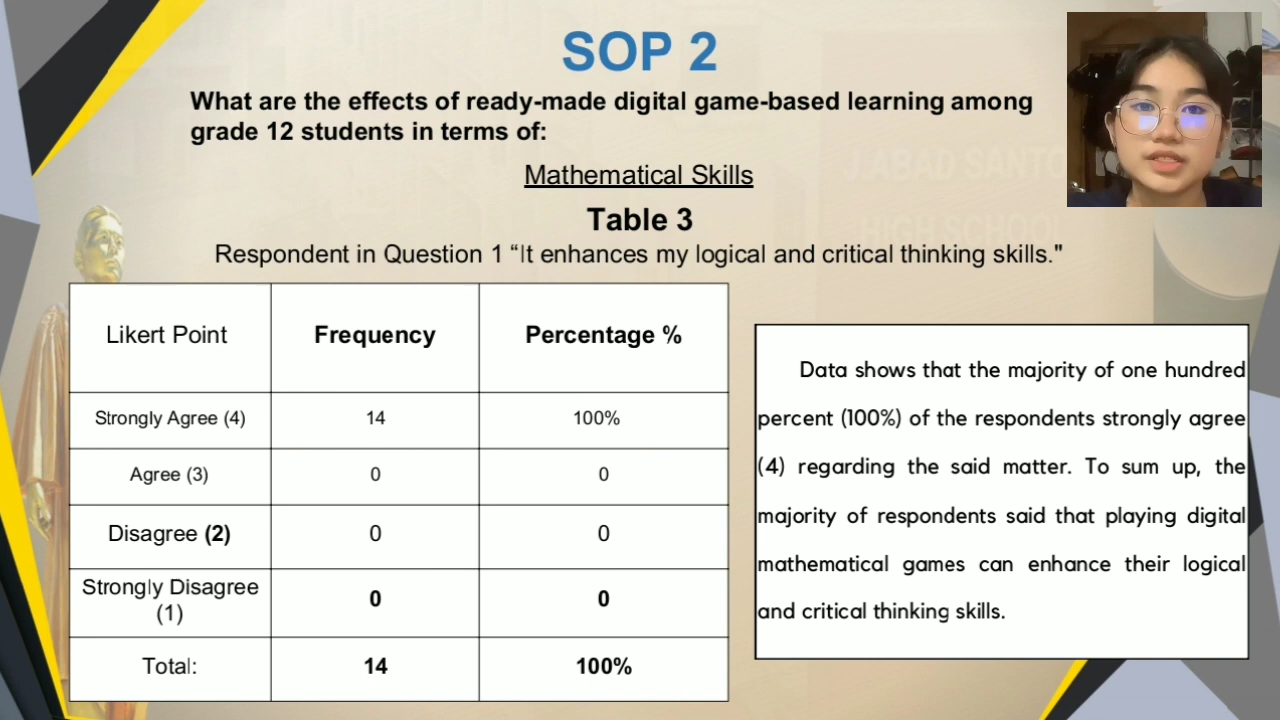 SOP 2
What are the effects of ready-made digital game-based learning among
grade 12 students in terms of:
Mathematical Skills
J.ABAD SANTO
HIGH SCHOOL
Table 3
Respondent in Question 1 “It enhances my logical and critical thinking skills."
Likert Point Frequency Percentage %
Strongly Agree (4) 14 100%
Agree (3) 0 0
Disagree (2) 0 0
Strongly Disagree
(1) 0 0
Total: 14 100%
Data shows that the majority of one hundred
percent (100%) of the respondents strongly agree
(4) regarding the said matter. To sum up, the
majority of respondents said that playing digital
mathematical games can enhance their logical
and critical thinking skills.